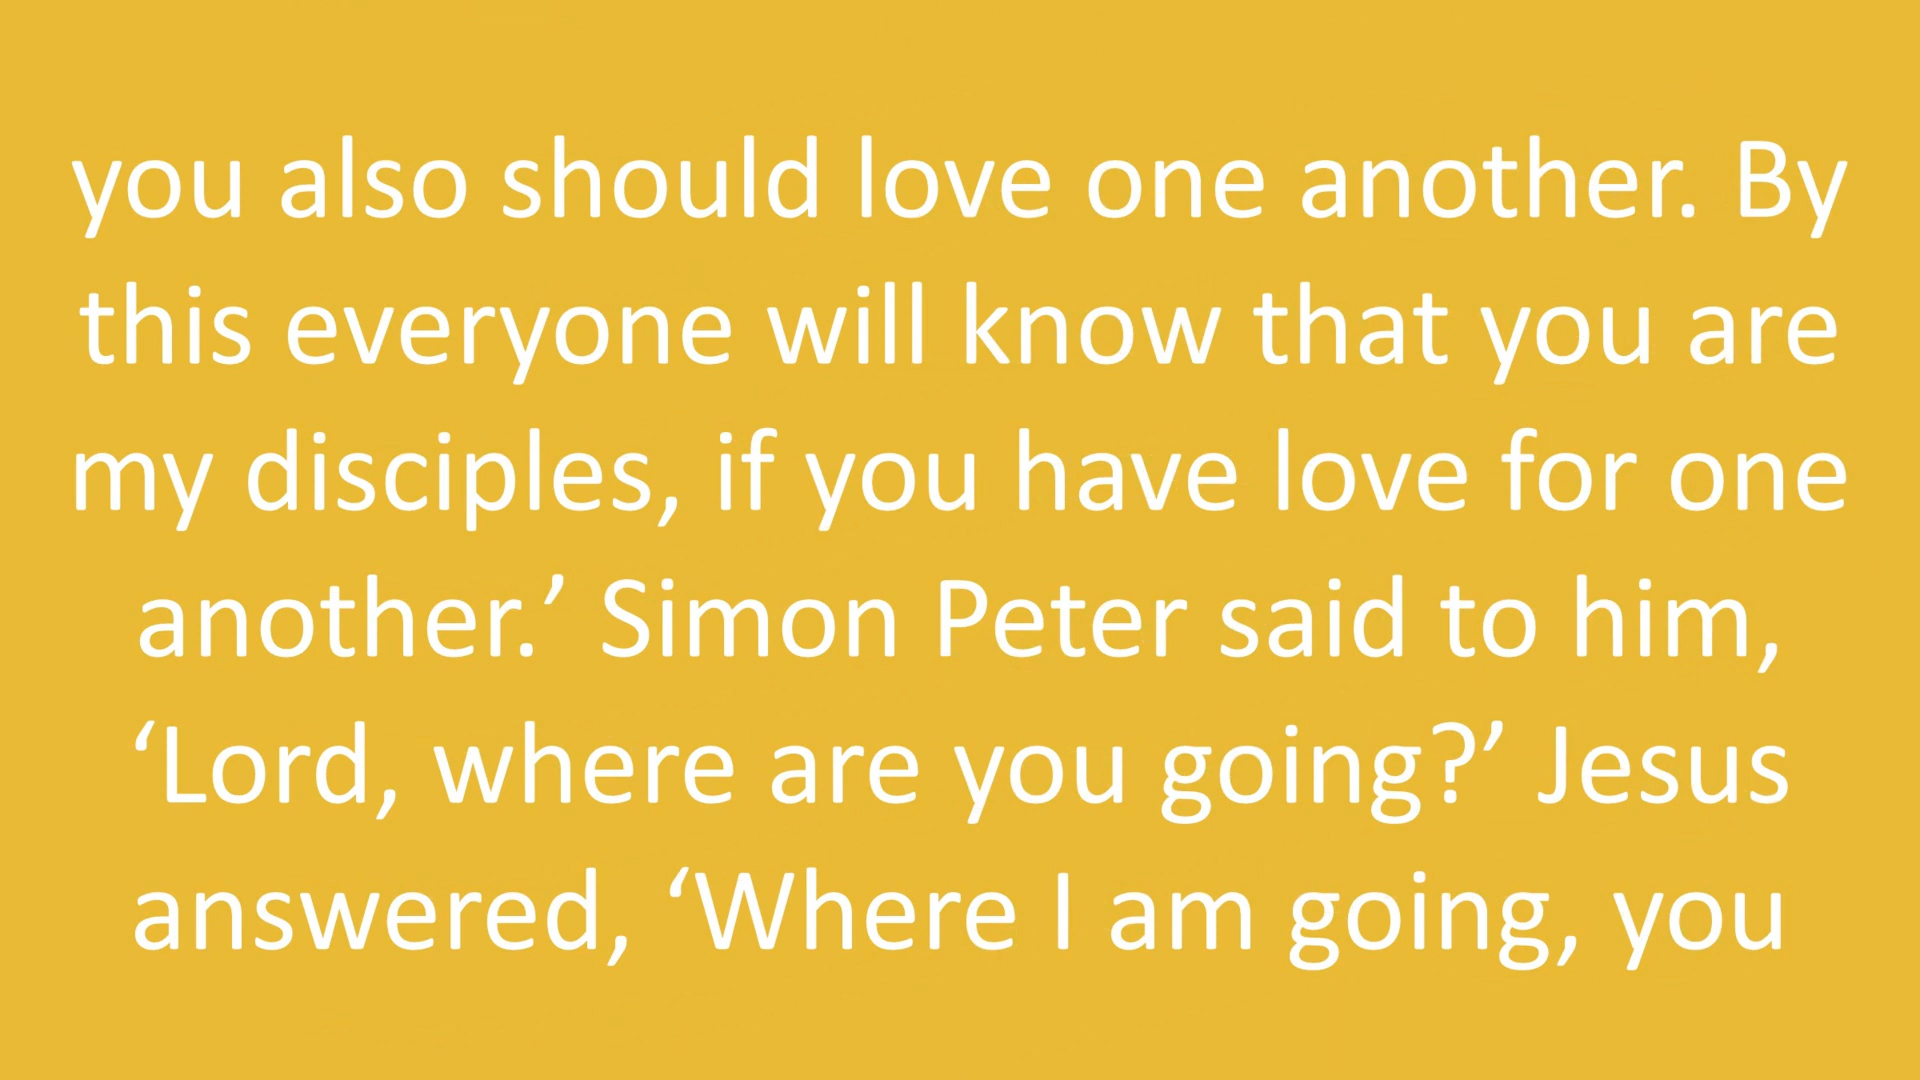 you also should love one another. By
this everyone will know that you are
my disciples, if you have love for one
another.’ Simon Peter said to him,
‘Lord, where are you going?’ Jesus
answered, ‘Where I am going, you